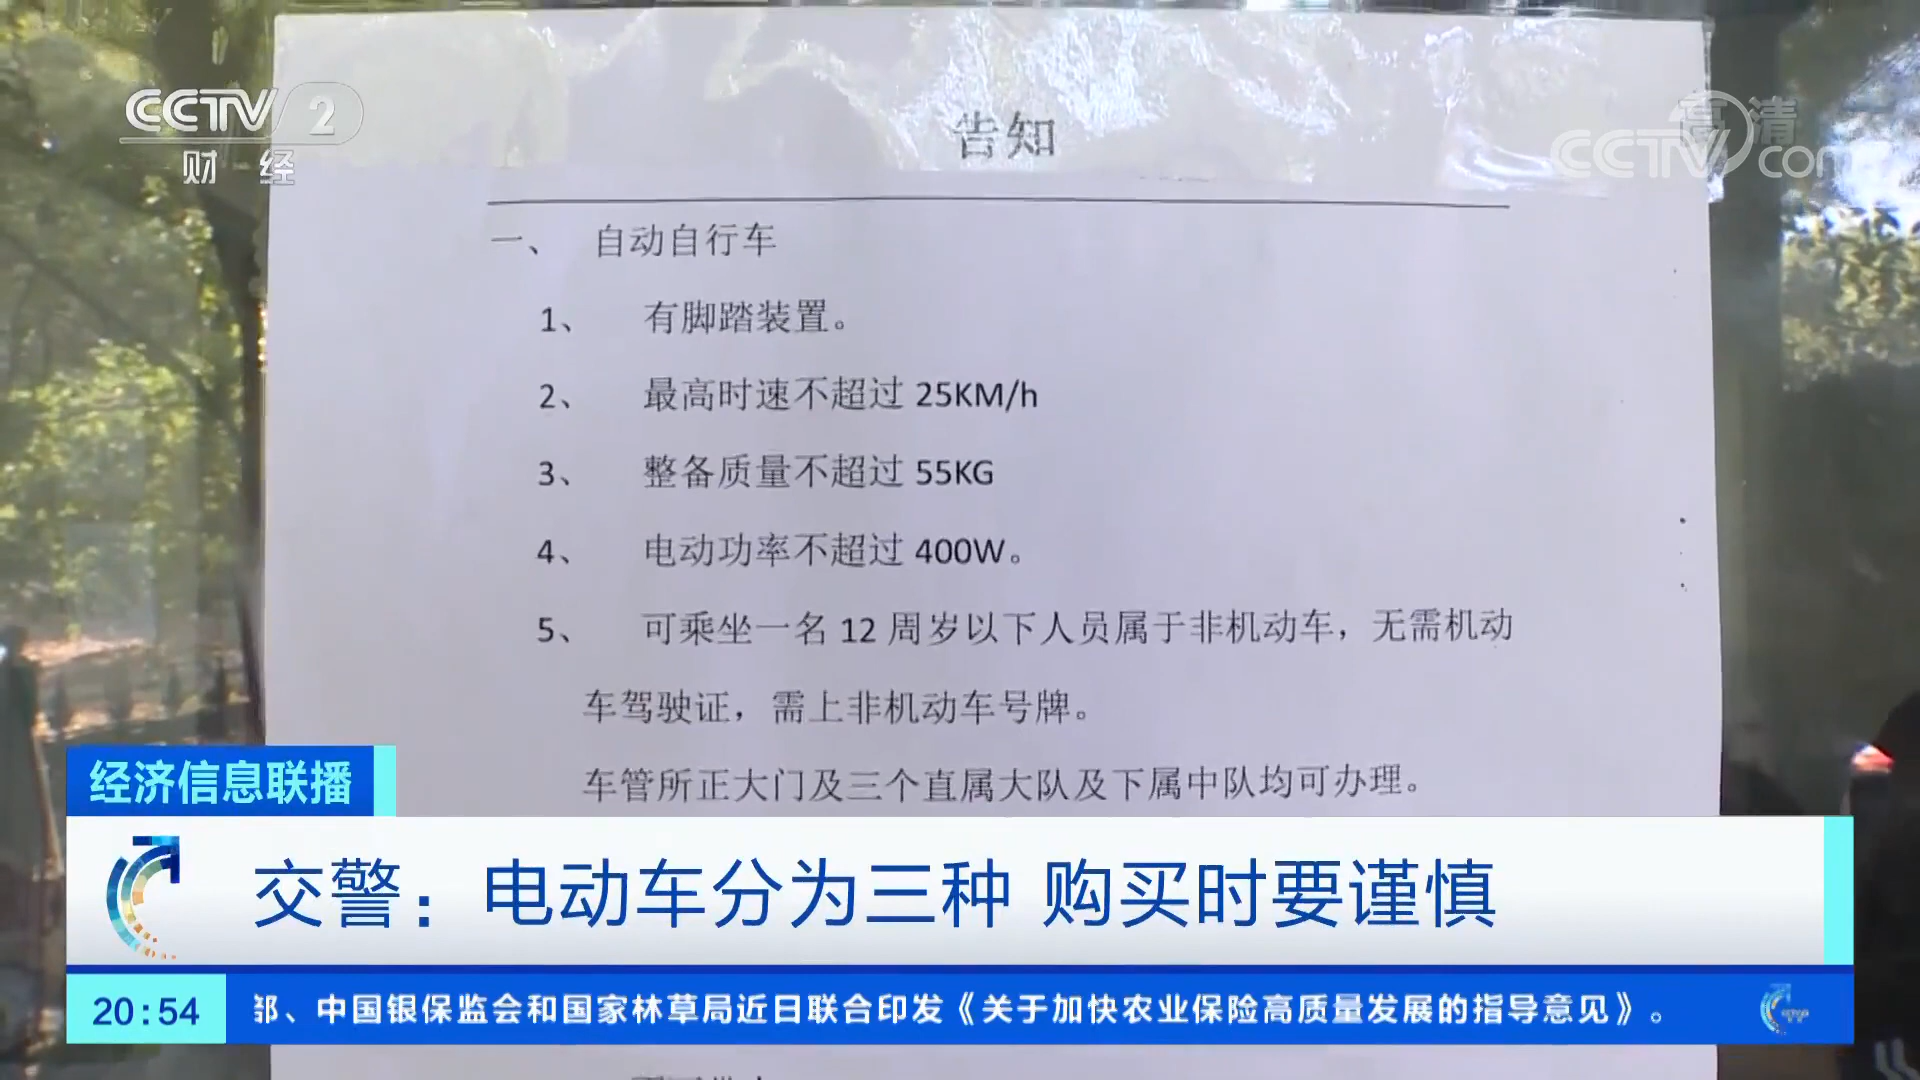 CCTV 2
财经
高清
CCTV.com
告知
一、 自动自行车
1、 有脚踏装置。
2、 最高时速不超过 25KM/h
3、 整备质量不超过 55KG
4、 电动功率不超过 400W。
5、 可乘坐一名 12 周岁以下人员属于非机动车，无需机动
车驾驶证，需上非机动车号牌。
车管所正大门及三个直属大队及下属中队均可办理。
经济信息联播
交警：电动车分为三种 购买时要谨慎
20:54
部、中国银保监会和国家林草局近日联合印发《关于加快农业保险高质量发展的指导意见》。